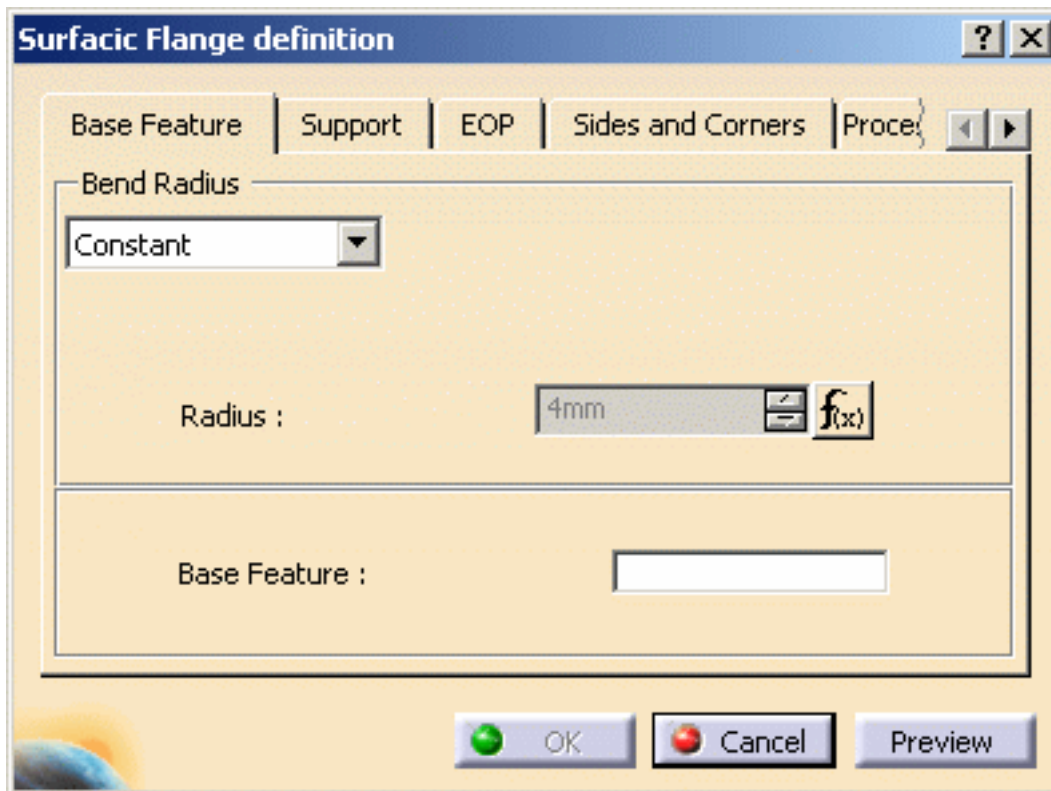 Surfacic Flange definition
Base Feature Support EOP Sides and Corners Proces
Bend Radius
Constant
Radius : 4mm f(x)
Base Feature :
OK Cancel Preview